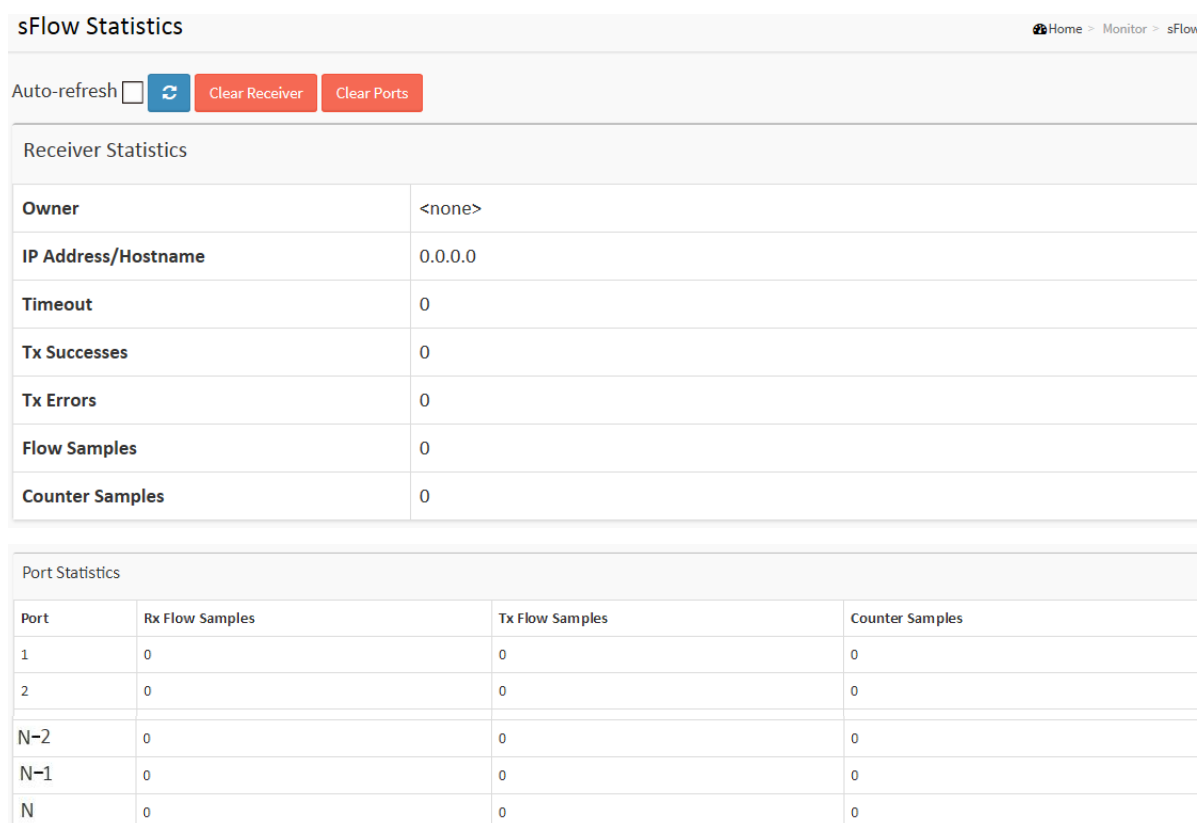 sFlow Statistics
Home > Monitor > sFlow
Auto-refresh Clear Receiver Clear Ports
Receiver Statistics
Owner <none>
IP Address/Hostname 0.0.0.0
Timeout 0
Tx Successes 0
Tx Errors 0
Flow Samples 0
Counter Samples 0
Port Statistics
Port Rx Flow Samples Tx Flow Samples Counter Samples
1 0 0 0
2 0 0 0
N-2 0 0 0
N-1 0 0 0
N 0 0 0